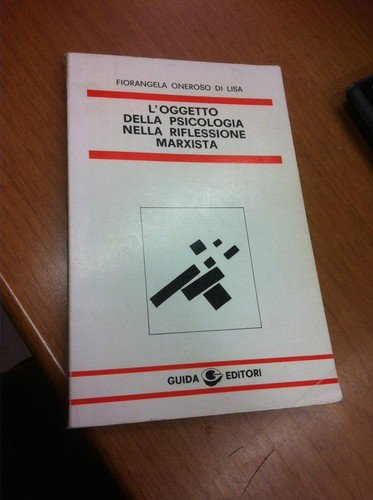 FIORANGELA ONEROSO DI LISA
L'OGGETTO
DELLA PSICOLOGIA
NELLA RIFLESSIONE
MARXISTA
GUIDA EDITORI